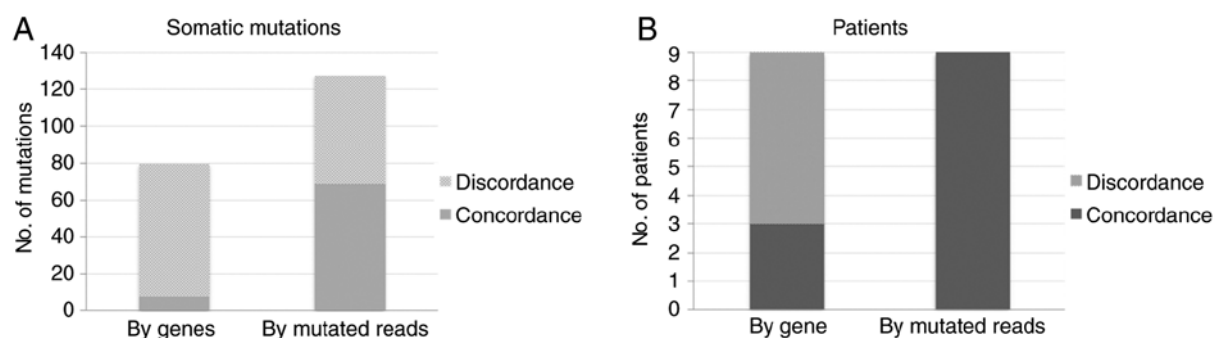 A
Somatic mutations
No. of mutations
140
120
100
80
60
40
20
0
By genes
By mutated reads
Discordance
Concordance
B
Patients
No. of patients
9
8
7
6
5
4
3
2
1
0
By gene
By mutated reads
Discordance
Concordance